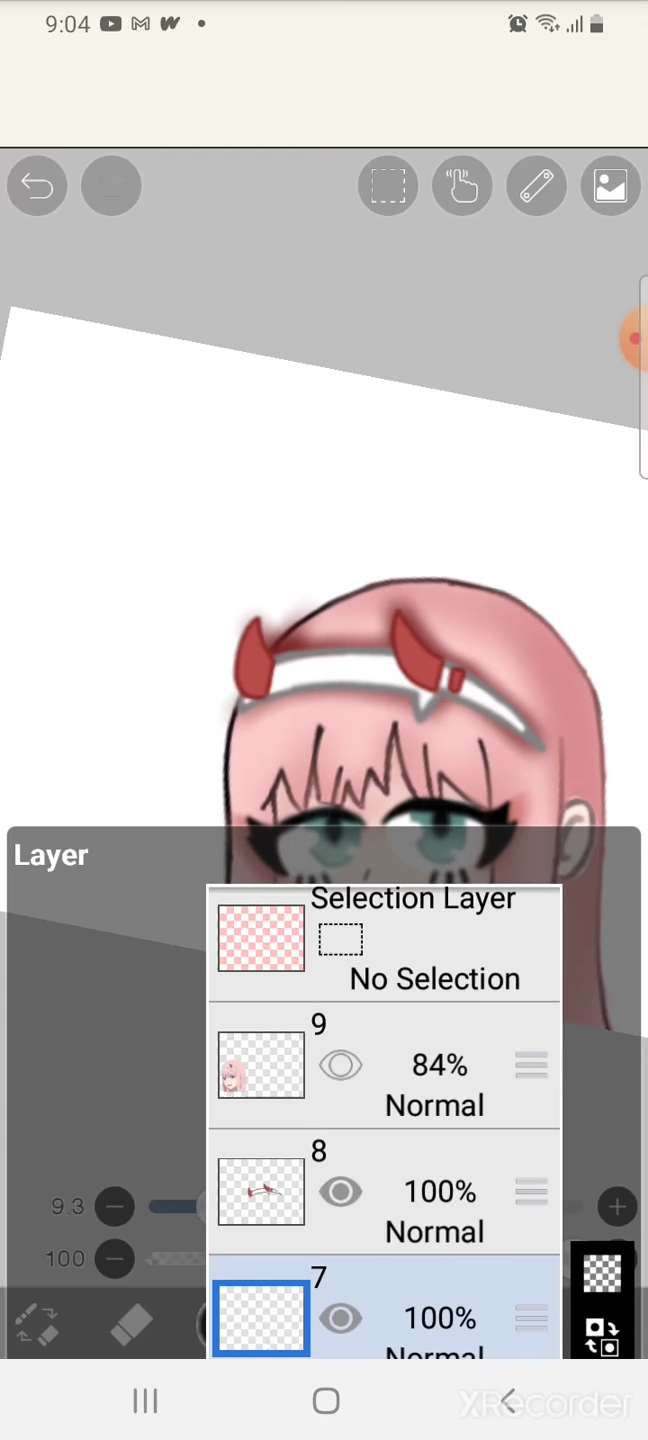 9:04
Layer
Selection Layer
No Selection
9
84%
Normal
8
100%
Normal
9.3
100
7
100%
Normal
XRecorder